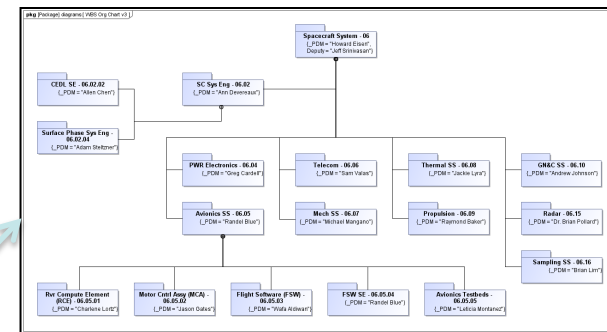 pkg [Package] diagrams [ WBS Org Chart v3 ]
Spacecraft System - 06
{_PDM = "Howard Eisen",
Deputy = "Jeff Srinivasan"}
CEDL SE - 06.02.02
{_PDM = "Allen Chen"}
SC Sys Eng - 06.02
{_PDM = "Ann Devereaux"}
Surface Phase Sys Eng -
06.02.04
{_PDM = "Adam Steltzner"}
PWR Electronics - 06.04
{_PDM = "Greg Cardell"}
Telecom - 06.06
{_PDM = "Sam Valas"}
Thermal SS - 06.08
{_PDM = "Jackie Lyra"}
GN&C SS - 06.10
{_PDM = "Andrew Johnson"}
Avionics SS - 06.05
{_PDM = "Randel Blue"}
Mech SS - 06.07
{_PDM = "Michael Mangano"}
Propulsion - 06.09
{_PDM = "Raymond Baker"}
Radar - 06.15
{_PDM = "Dr. Brian Pollard"}
Sampling SS - 06.16
{_PDM = "Brian Lim"}
Rvr Compute Element
(RCE) - 06.05.01
{_PDM = "Charlene Lortz"}
Motor Cntrl Assy (MCA) -
06.05.02
{_PDM = "Jason Gates"}
Flight Software (FSW) -
06.05.03
{_PDM = "Wafa Aldiwari"}
FSW SE - 06.05.04
{_PDM = "Randel Blue"}
Avionics Testbeds -
06.05.05
{_PDM = "Leticia Montanez"}